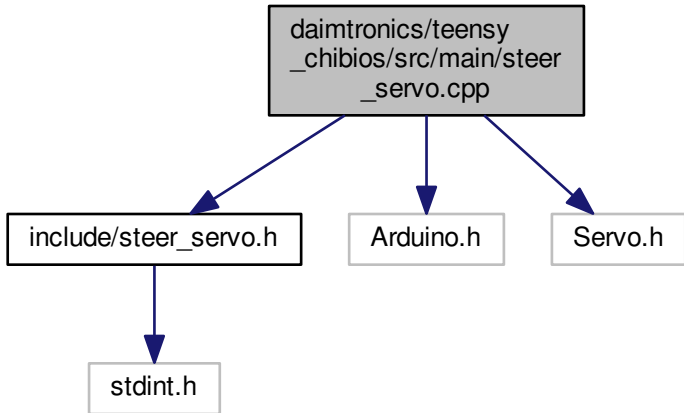 daimtronics/teensy
_chibios/src/main/steer
_servo.cpp
include/steer_servo.h
Arduino.h
Servo.h
stdint.h